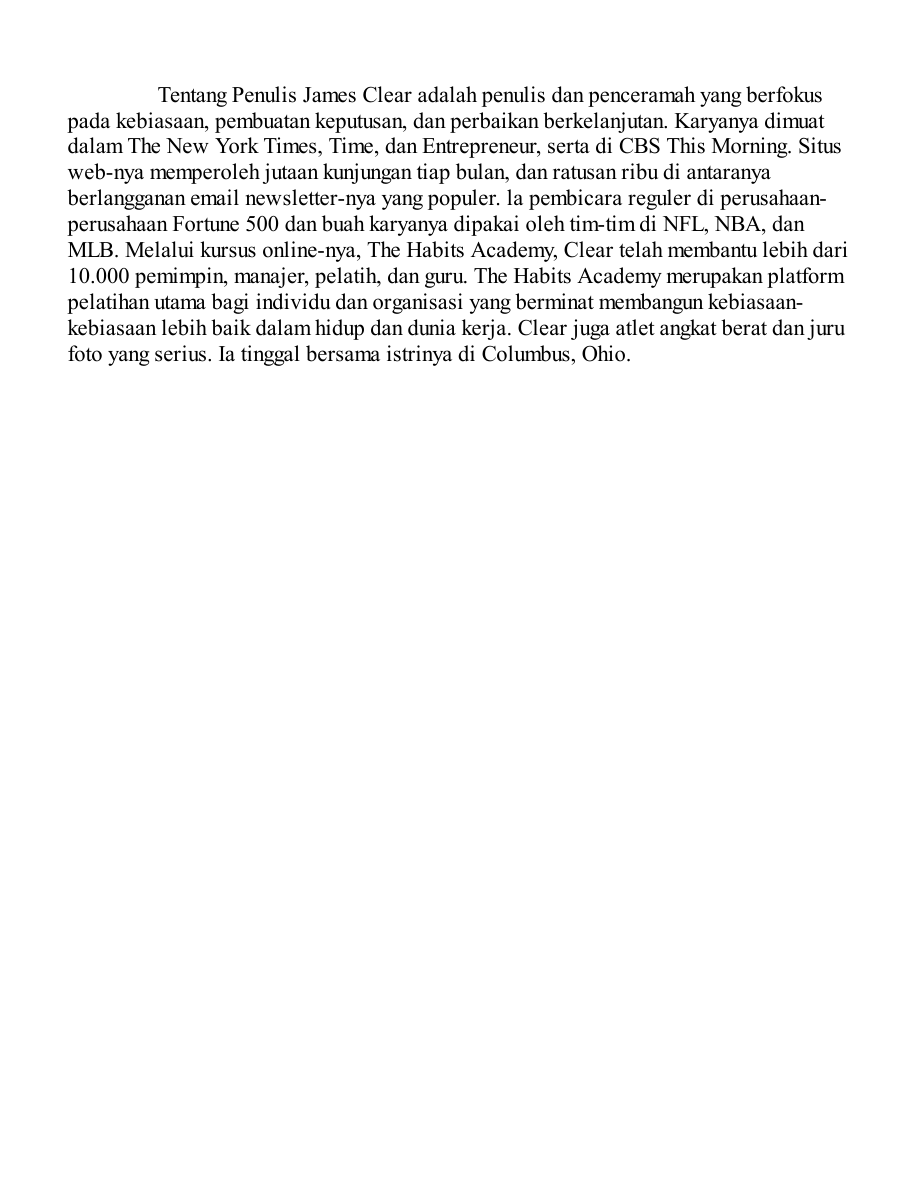 Tentang Penulis James Clear adalah penulis dan penceramah yang berfokus
pada kebiasaan, pembuatan keputusan, dan perbaikan berkelanjutan. Karyanya dimuat
dalam The New York Times, Time, dan Entrepreneur, serta di CBS This Morning. Situs
web-nya memperoleh jutaan kunjungan tiap bulan, dan ratusan ribu di antaranya
berlangganan email newsletter-nya yang populer. la pembicara reguler di perusahaan-
perusahaan Fortune 500 dan buah karyanya dipakai oleh tim-tim di NFL, NBA, dan
MLB. Melalui kursus online-nya, The Habits Academy, Clear telah membantu lebih dari
10.000 pemimpin, manajer, pelatih, dan guru. The Habits Academy merupakan platform
pelatihan utama bagi individu dan organisasi yang berminat membangun kebiasaan-
kebiasaan lebih baik dalam hidup dan dunia kerja. Clear juga atlet angkat berat dan juru
foto yang serius. Ia tinggal bersama istrinya di Columbus, Ohio.